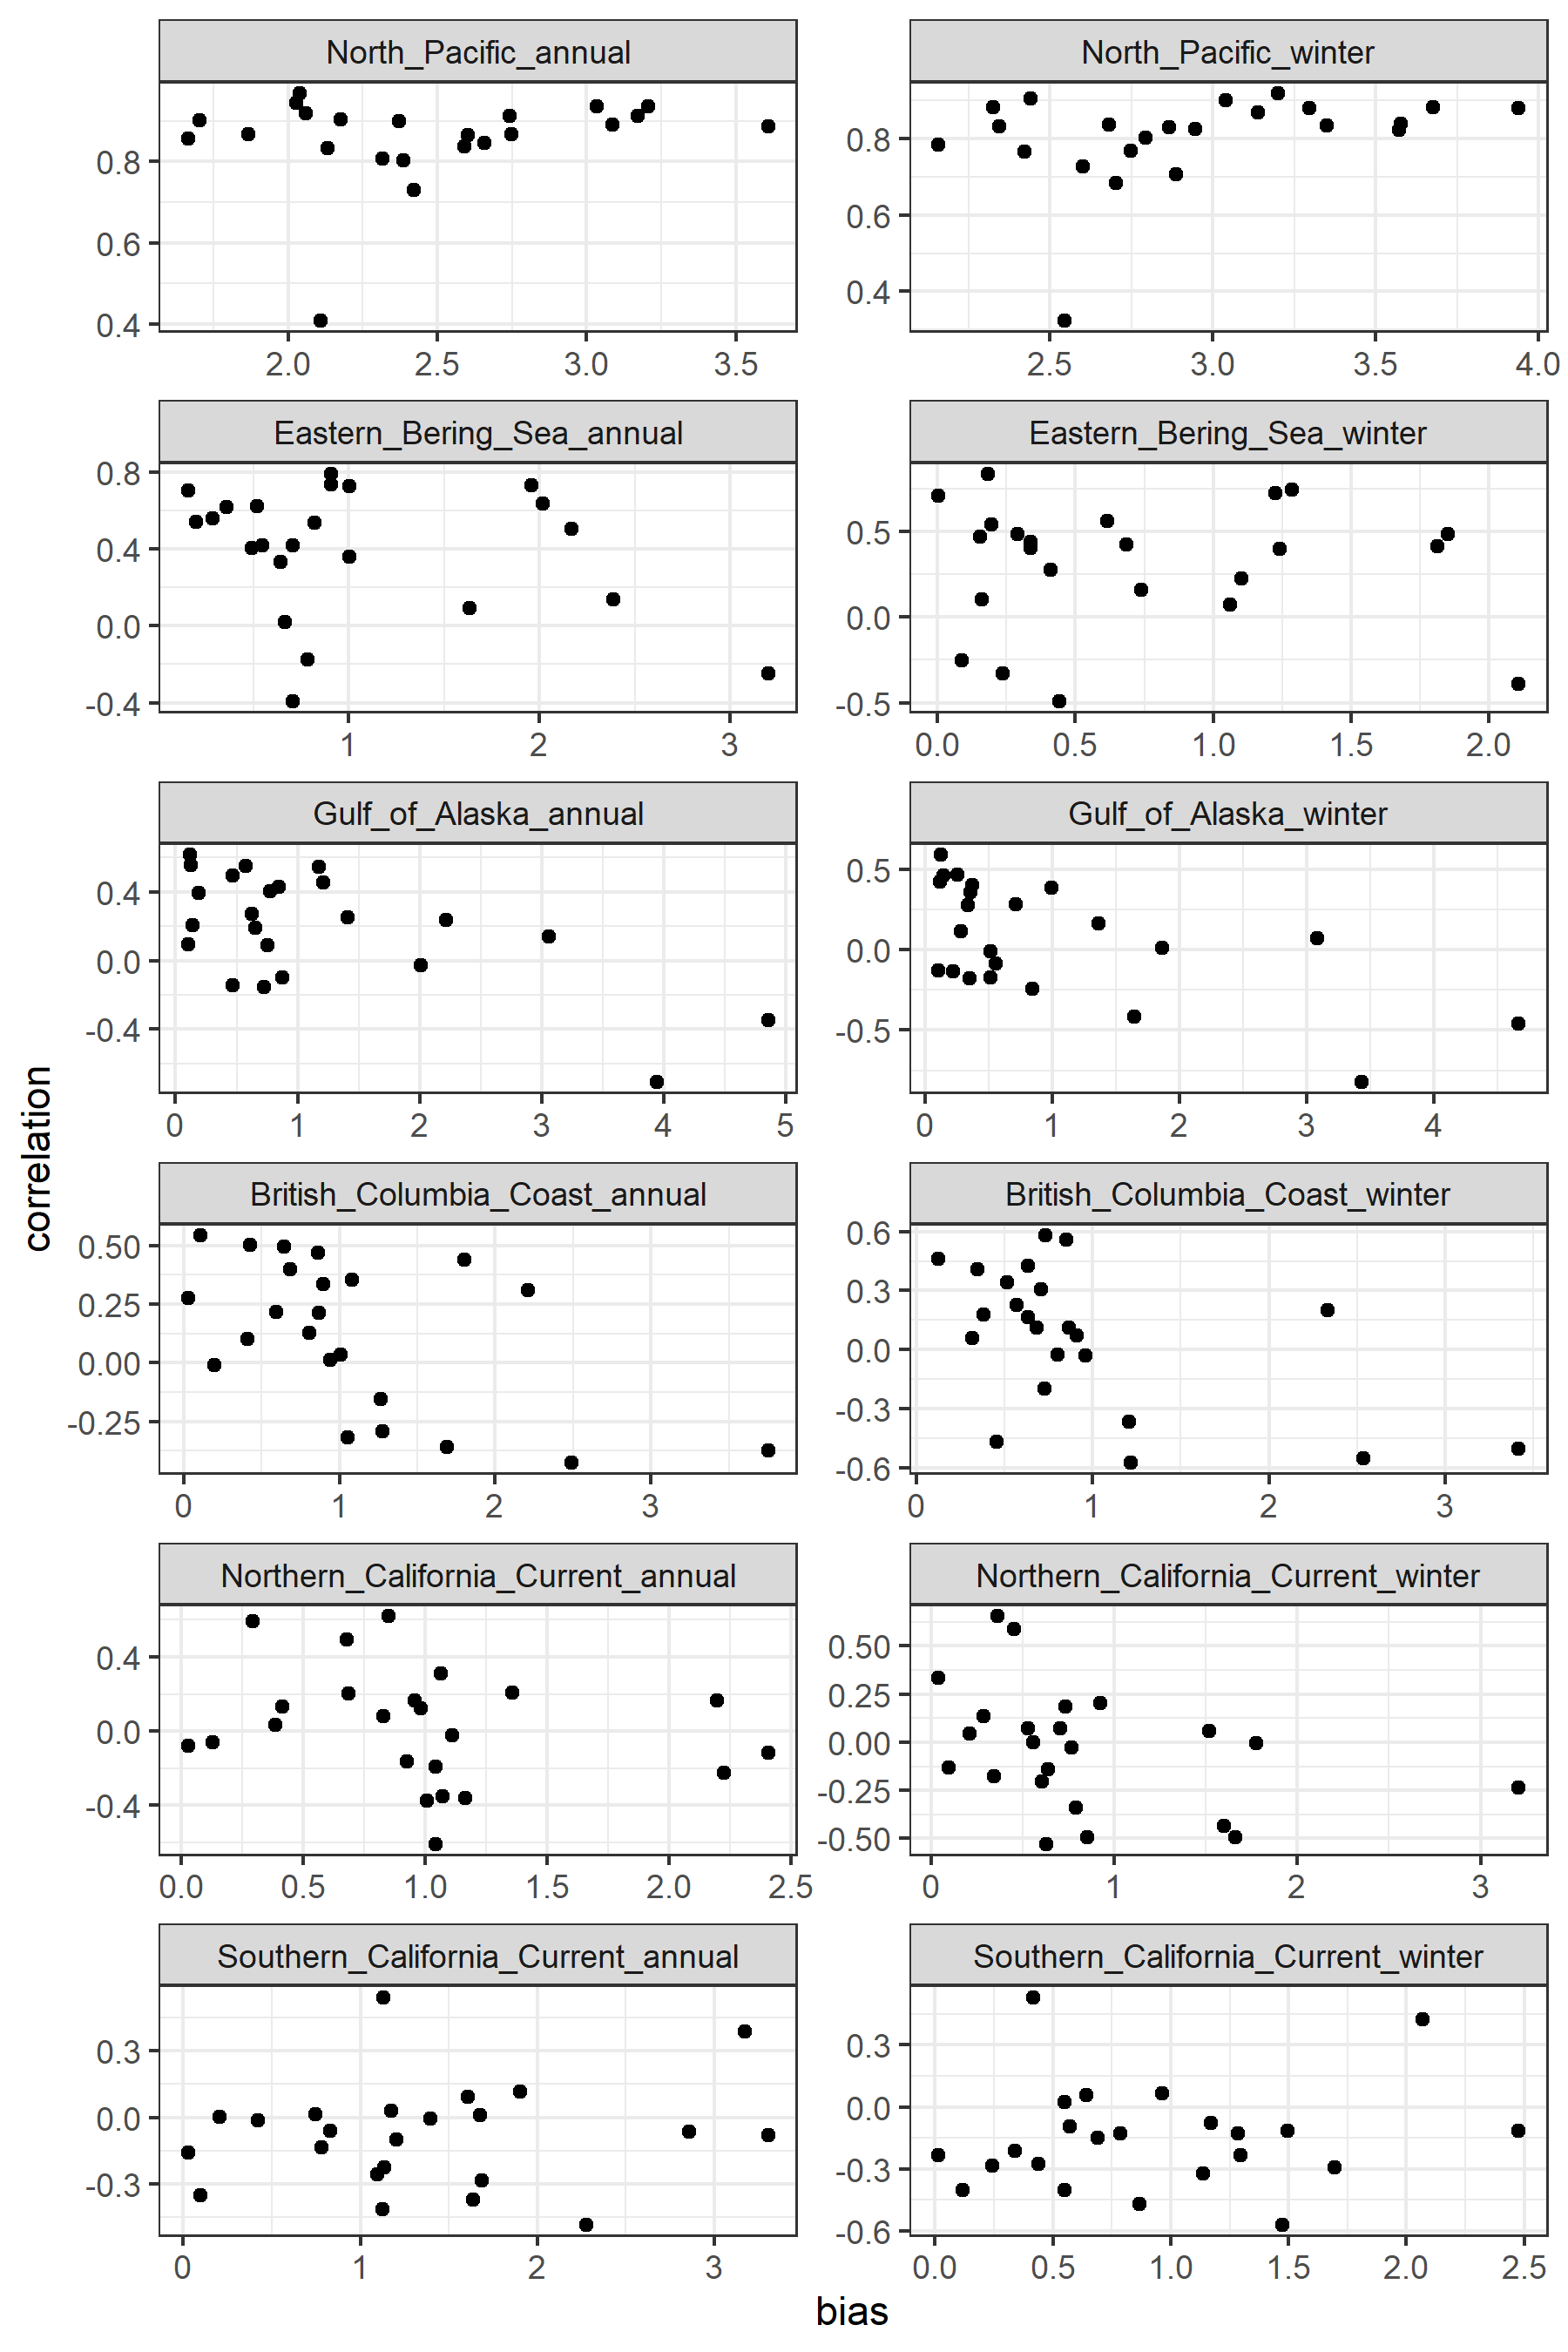 North_Pacific_annual
North_Pacific_winter
0.8
0.6
0.4
2.0 2.5 3.0 3.5
0.8
0.6
0.4
2.5 3.0 3.5 4.0
Eastern_Bering_Sea_annual
Eastern_Bering_Sea_winter
0.8
0.4
0.0
-0.4
1 2 3
0.5
0.0
-0.5
0.0 0.5 1.0 1.5 2.0
Gulf_of_Alaska_annual
Gulf_of_Alaska_winter
0.4
0.0
-0.4
0 1 2 3 4 5
0.5
0.0
-0.5
0 1 2 3 4
correlation
British_Columbia_Coast_annual
British_Columbia_Coast_winter
0.50
0.25
0.00
-0.25
0 1 2 3
0.6
0.3
0.0
-0.3
-0.6
0 1 2 3
Northern_California_Current_annual
Northern_California_Current_winter
0.4
0.0
-0.4
0.0 0.5 1.0 1.5 2.0 2.5
0.50
0.25
0.00
-0.25
-0.50
0 1 2 3
Southern_California_Current_annual
Southern_California_Current_winter
0.3
0.0
-0.3
0 1 2 3
0.3
0.0
-0.3
-0.6
0.0 0.5 1.0 1.5 2.0 2.5
bias